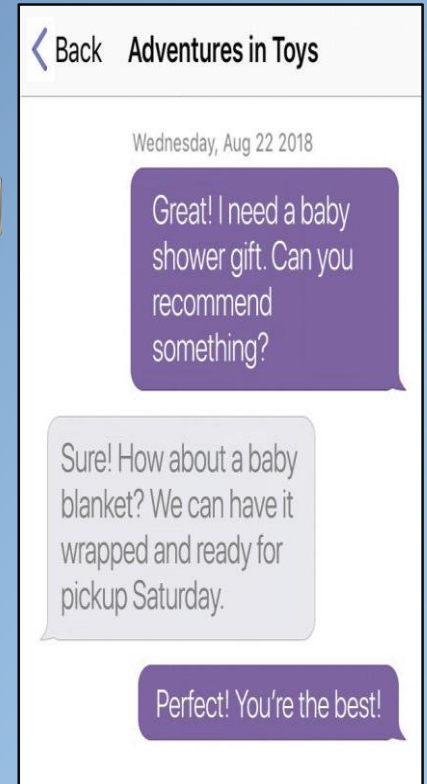 Back Adventures in Toys
Wednesday, Aug 22 2018
Great! I need a baby
shower gift. Can you
recommend
something?
Sure! How about a baby
blanket? We can have it
wrapped and ready for
pickup Saturday.
Perfect! You're the best!